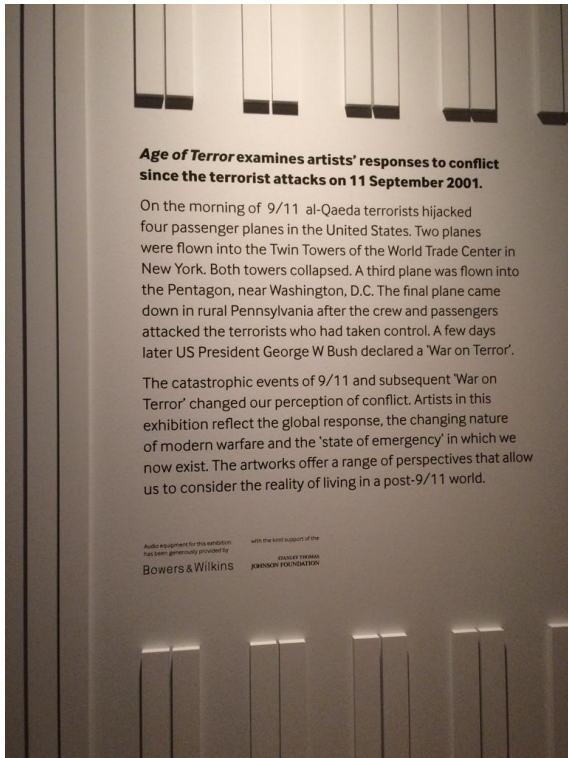 Age of Terror examines artists' responses to conflict
since the terrorist attacks on 11 September 2001.
On the morning of 9/11 al-Qaeda terrorists hijacked
four passenger planes in the United States. Two planes
were flown into the Twin Towers of the World Trade Center in
New York. Both towers collapsed. A third plane was flown into
the Pentagon, near Washington, D.C. The final plane came
down in rural Pennsylvania after the crew and passengers
attacked the terrorists who had taken control. A few days
later US President George W Bush declared a 'War on Terror'.
The catastrophic events of 9/11 and subsequent 'War on
Terror' changed our perception of conflict. Artists in this
exhibition reflect the global response, the changing nature
of modern warfare and the 'state of emergency' in which we
now exist. The artworks offer a range of perspectives that allow
us to consider the reality of living in a post-9/11 world.
Audio equipment for this exhibition
has been generously provided by
Bowers & Wilkins
with the kind support of the
STANLEY THOMAS
JOHNSON FOUNDATION